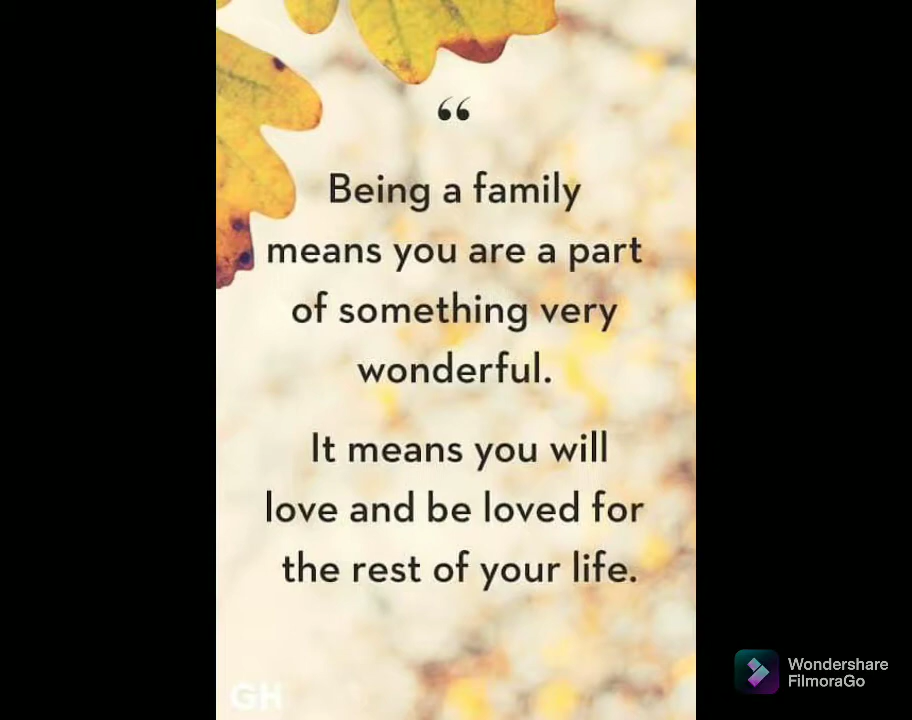 “
Being a family
means you are a part
of something very
wonderful.
It means you will
love and be loved for
the rest of your life.
GH
Wondershare
FilmoraGo